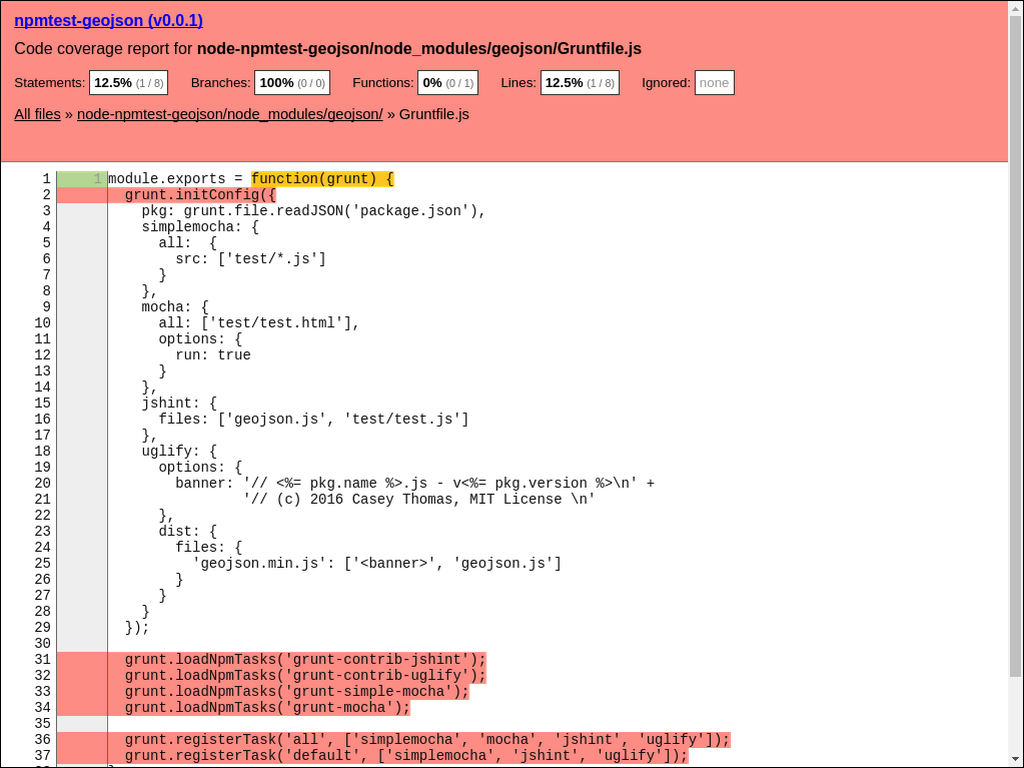 npmtest-geojson (v0.0.1)
Code coverage report for node-npmtest-geojson/node_modules/geojson/Gruntfile.js
Statements: 12.5% (1 / 8) Branches: 100% (0 / 0) Functions: 0% (0 / 1) Lines: 12.5% (1 / 8) Ignored: none
All files » node-npmtest-geojson/node_modules/geojson/ » Gruntfile.js
1 1 module.exports = function(grunt) {
2   grunt.initConfig({
3     pkg: grunt.file.readJSON('package.json'),
4     simplemocha: {
5       all:  {
6         src: ['test/*.js']
7       }
8     },
9     mocha: {
10       all: ['test/test.html'],
11       options: {
12         run: true
13       }
14     },
15     jshint: {
16       files: ['geojson.js', 'test/test.js']
17     },
18     uglify: {
19       options: {
20         banner: '// <%= pkg.name %>.js - v<%= pkg.version %>\n' +
21                 '// (c) 2016 Casey Thomas, MIT License \n'
22       },
23       dist: {
24         files: {
25           'geojson.min.js': ['<banner>', 'geojson.js']
26         }
27       }
28     }
29   });
30
31   grunt.loadNpmTasks('grunt-contrib-jshint');
32   grunt.loadNpmTasks('grunt-contrib-uglify');
33   grunt.loadNpmTasks('grunt-simple-mocha');
34   grunt.loadNpmTasks('grunt-mocha');
35
36   grunt.registerTask('all', ['simplemocha', 'mocha', 'jshint', 'uglify']);
37   grunt.registerTask('default', ['simplemocha', 'jshint', 'uglify']);